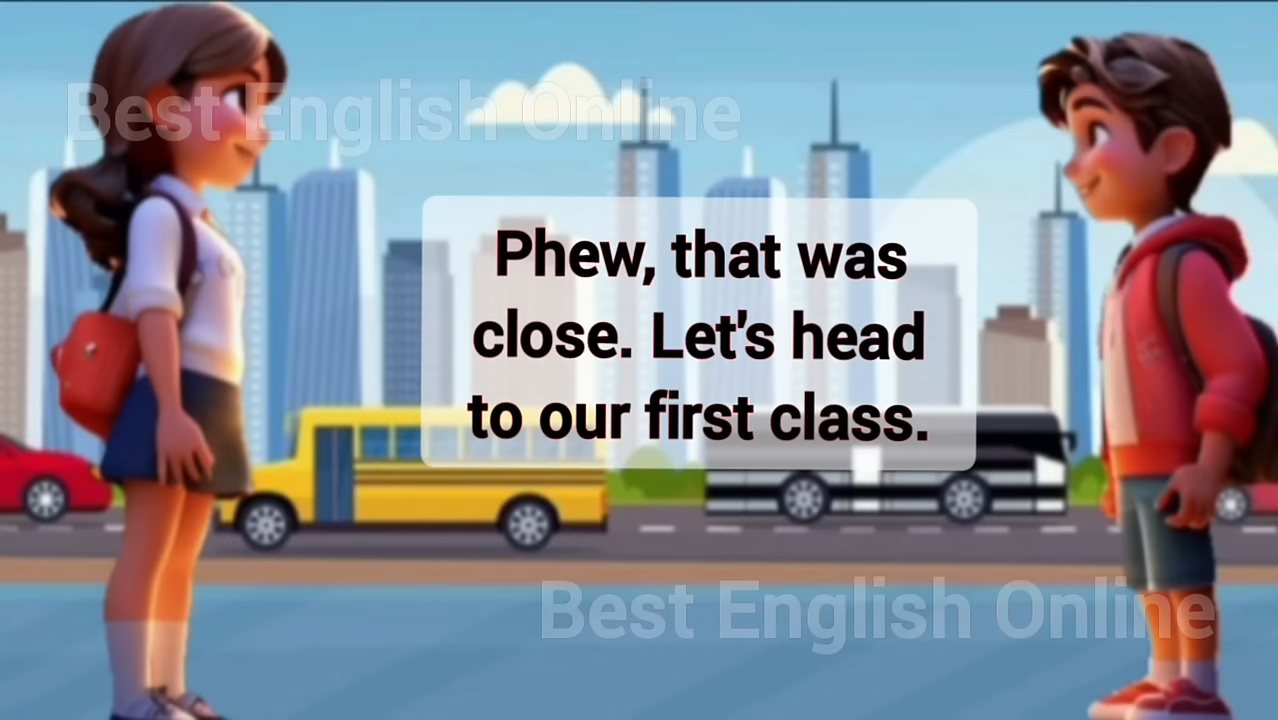 Best English Online
Phew, that was
close. Let's head
to our first class.
Best English Online